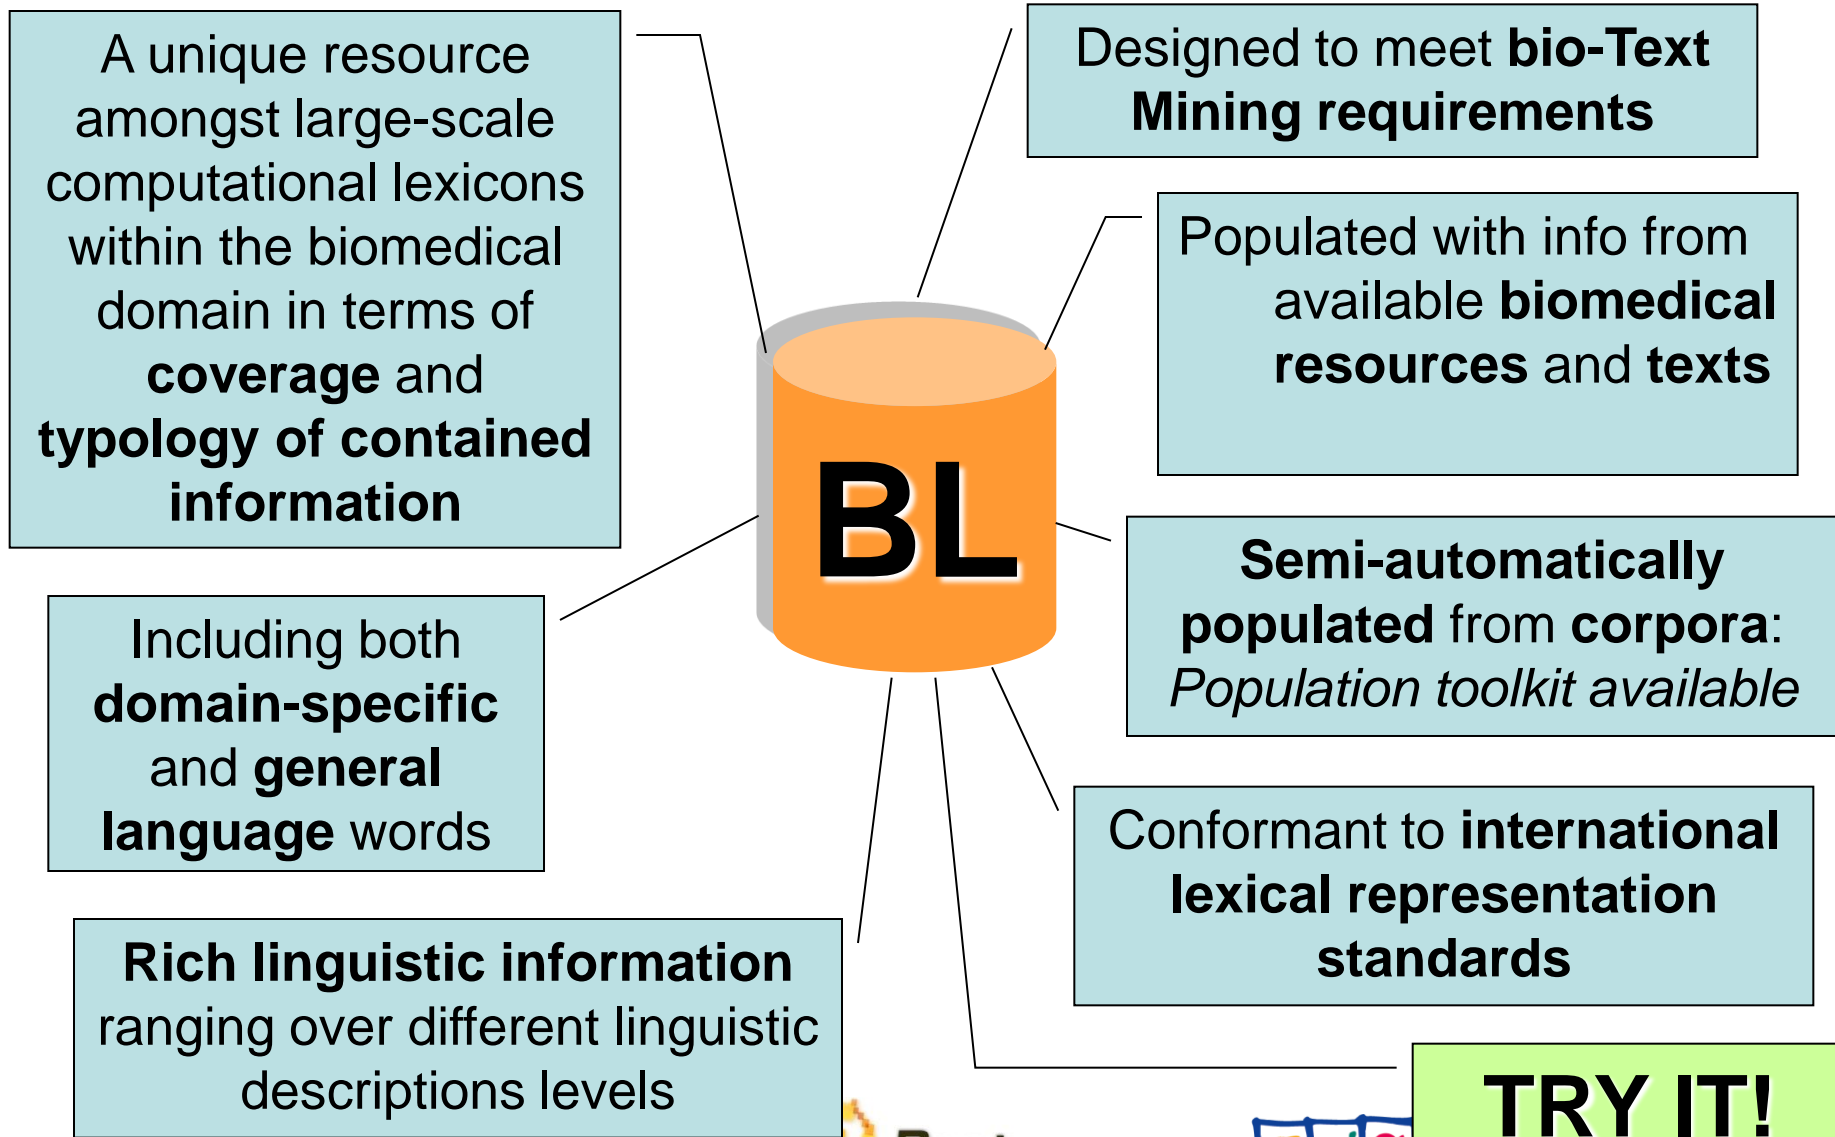 A unique resource
amongst large-scale
computational lexicons
within the biomedical
domain in terms of
coverage and
typology of contained
information
Designed to meet bio-Text
Mining requirements
Populated with info from
available biomedical
resources and texts
BL
Semi-automatically
populated from corpora:
Population toolkit available
Including both
domain-specific
and general
language words
Conformant to international
lexical representation
standards
Rich linguistic information
ranging over different linguistic
descriptions levels
TRY IT!